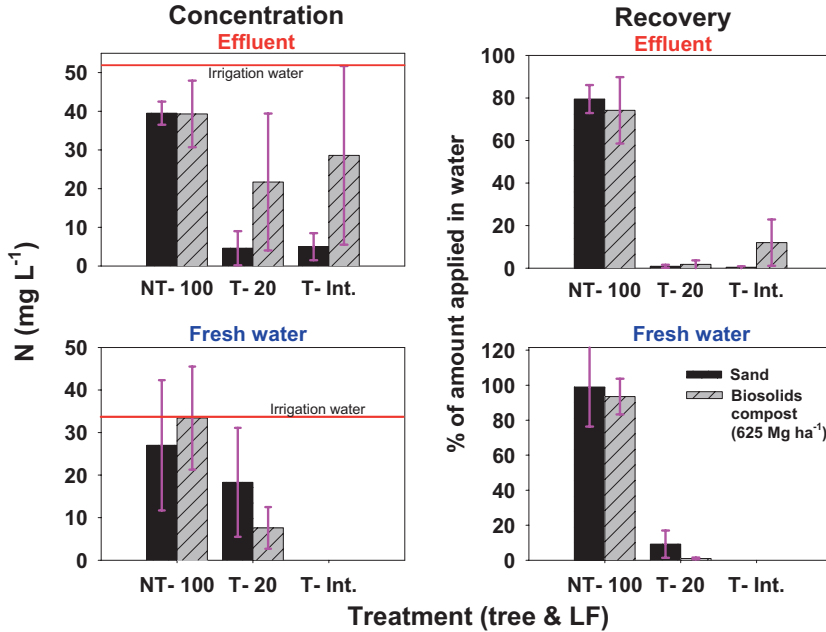 Concentration
Recovery
Effluent
Effluent
Irrigation water
50
40
30
20
10
0
100
80
60
40
20
0
NT- 100 T- 20 T- Int.
NT- 100 T- 20 T- Int.
N (mg L⁻¹)
% of amount applied in water
Fresh water
Fresh water
Irrigation water
50
40
30
20
10
0
120
100
80
60
40
20
0
Sand
Biosolids
compost
(625 Mg ha⁻¹)
NT- 100 T- 20 T- Int.
NT- 100 T- 20 T- Int.
Treatment (tree & LF)